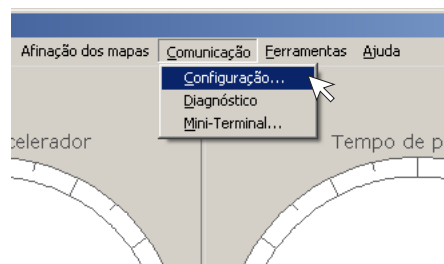 Afinação dos mapas Comunicação Ferramentas Ajuda
Configuração...
Diagnóstico
Mini-Terminal...
celerador Tempo de p